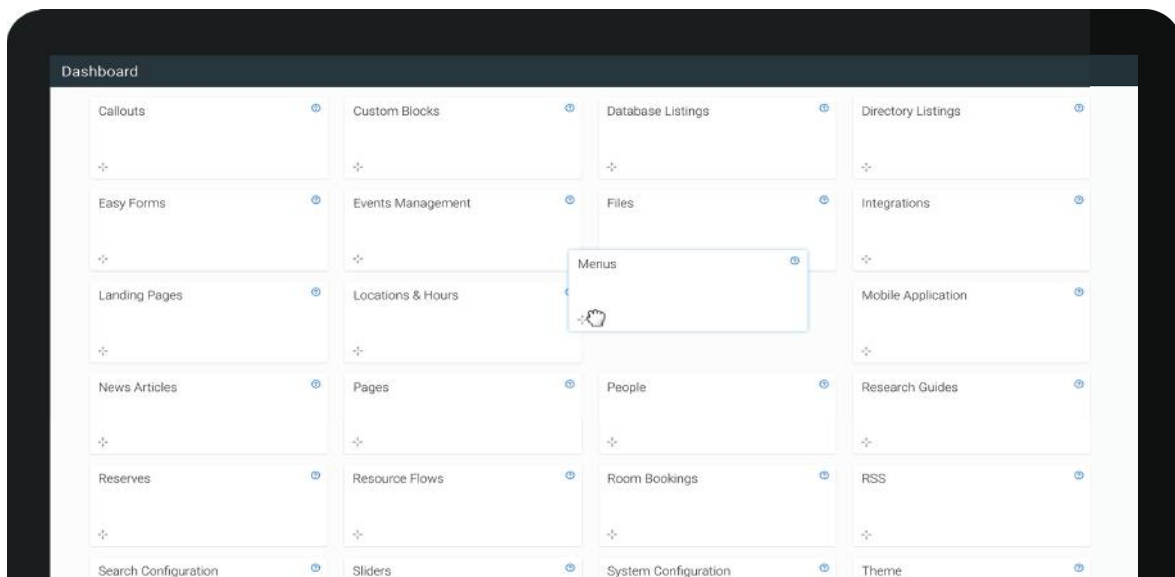 Dashboard
Callouts
Custom Blocks
Database Listings
Directory Listings
Easy Forms
Events Management
Files
Integrations
Menus
Landing Pages
Locations & Hours
Mobile Application
News Articles
Pages
People
Research Guides
Reserves
Resource Flows
Room Bookings
RSS
Search Configuration
Sliders
System Configuration
Theme